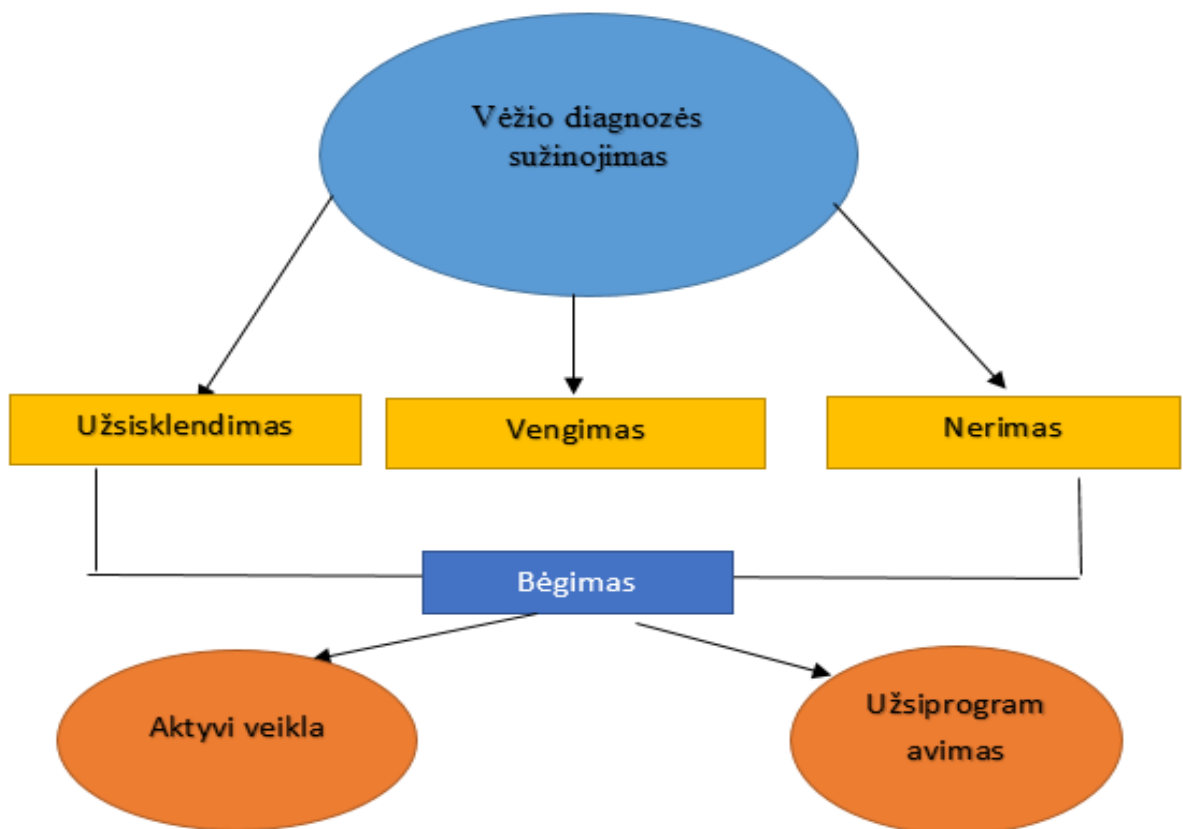 Vėžio diagnozės
sužinojimas
Užsisklendimas
Vengimas
Nerimas
Bėgimas
Aktyvi veikla
Užsiprogram
avimas